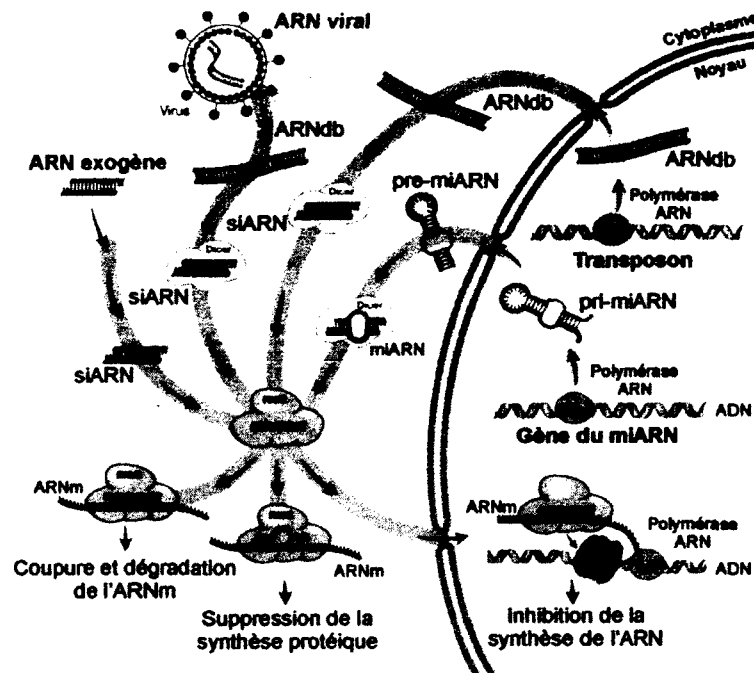 ARN viral
Virus
ARNdb
ARN exogène
siARN
Dicer
siARN
siARN
Dicer
ARNdb
pre-miARN
Dicer
miARN
Cytoplasme
Noyau
ARNdb
Polymérase
ARN
Transposon
pri-miARN
Polymérase
ARN
ADN
Gène du miARN
ARNm
Coupure et dégradation
de l'ARNm
ARNm
Suppression de la
synthèse protéique
ARNm
Polymérase
ARN
ADN
Inhibition de la
synthèse de l'ARN